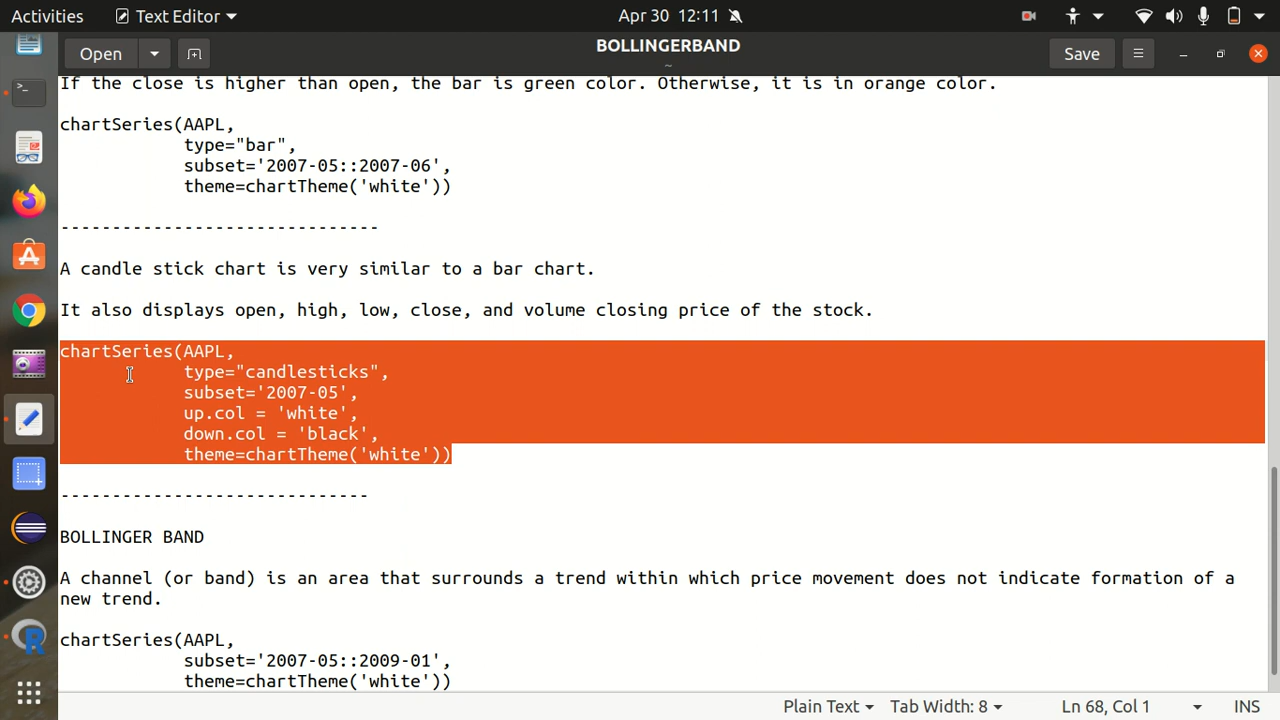 Activities Text Editor Apr 30 12:11
Open BOLLINGERBAND Save
~
If the close is higher than open, the bar is green color. Otherwise, it is in orange color.
chartSeries(AAPL,
type="bar",
subset='2007-05::2007-06',
theme=chartTheme('white'))
-------------------------------
A candle stick chart is very similar to a bar chart.
It also displays open, high, low, close, and volume closing price of the stock.
chartSeries(AAPL,
type="candlesticks",
subset='2007-05',
up.col = 'white',
down.col = 'black',
theme=chartTheme('white'))
------------------------------
BOLLINGER BAND
A channel (or band) is an area that surrounds a trend within which price movement does not indicate formation of a
new trend.
chartSeries(AAPL,
subset='2007-05::2009-01',
theme=chartTheme('white'))
Plain Text Tab Width: 8 Ln 68, Col 1 INS